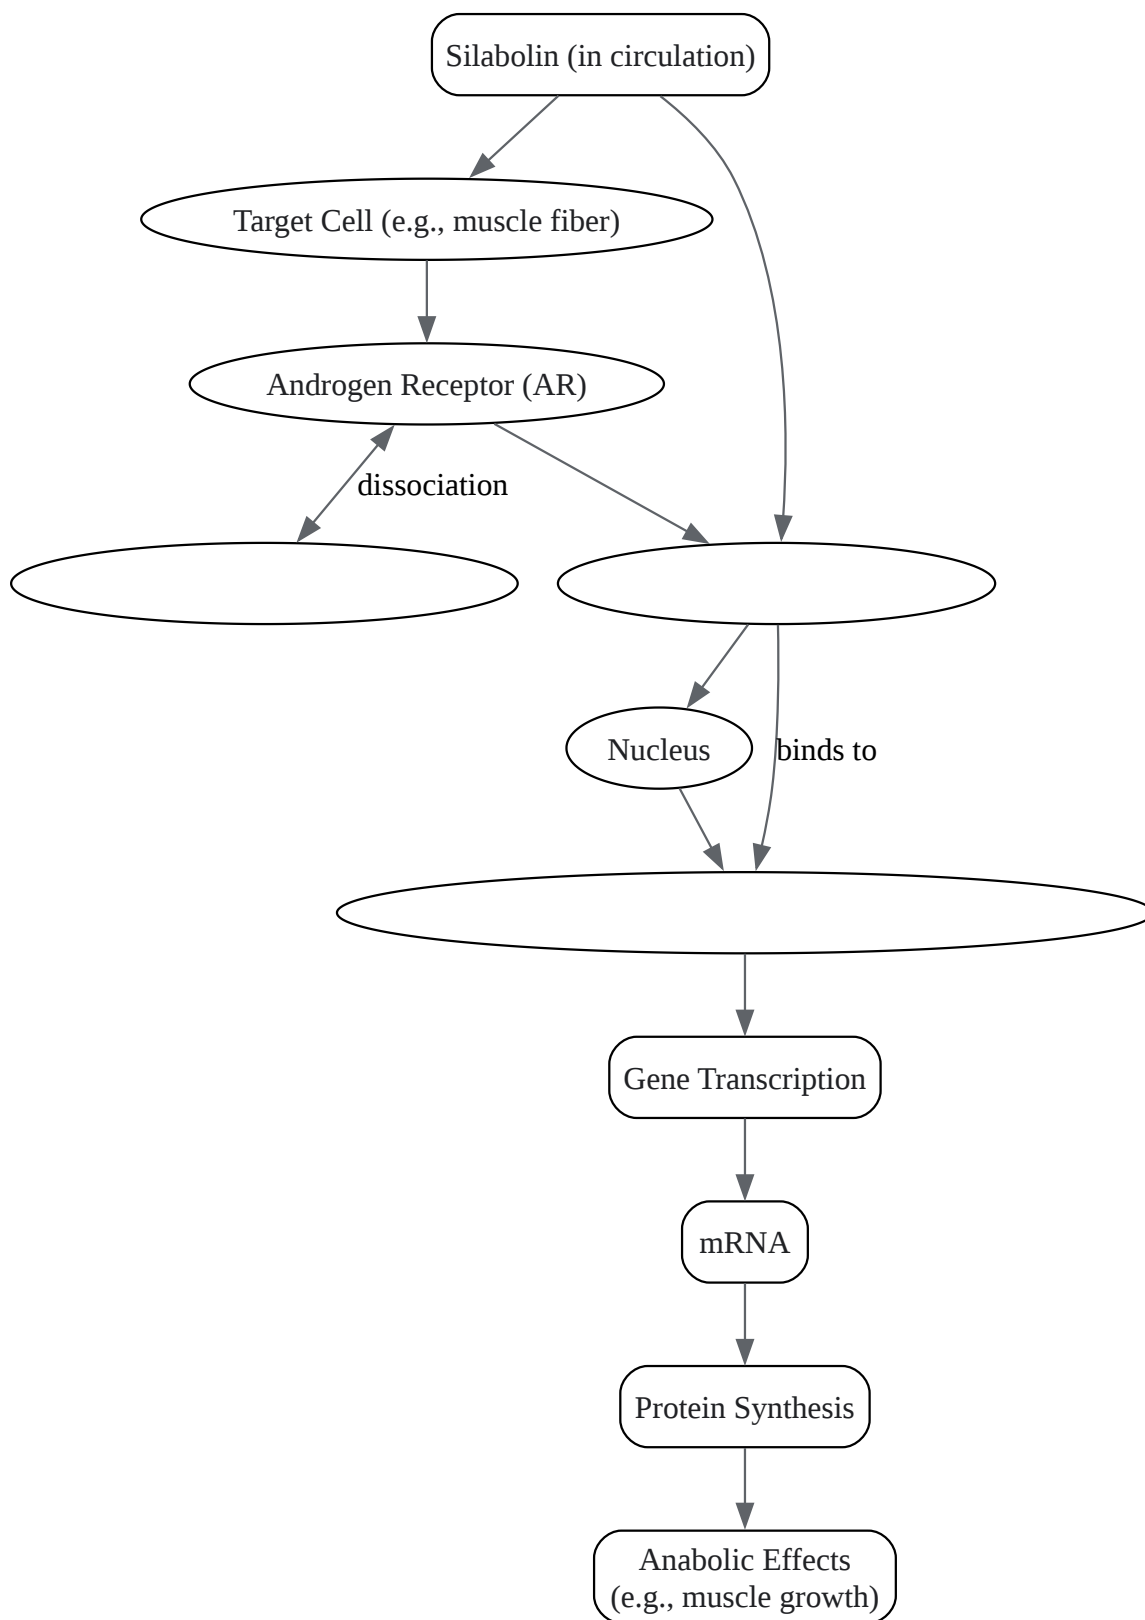 Silabolin (in circulation)
Target Cell (e.g., muscle fiber)
Androgen Receptor (AR)
dissociation
Nucleus
binds to
Gene Transcription
mRNA
Protein Synthesis
Anabolic Effects
(e.g., muscle growth)